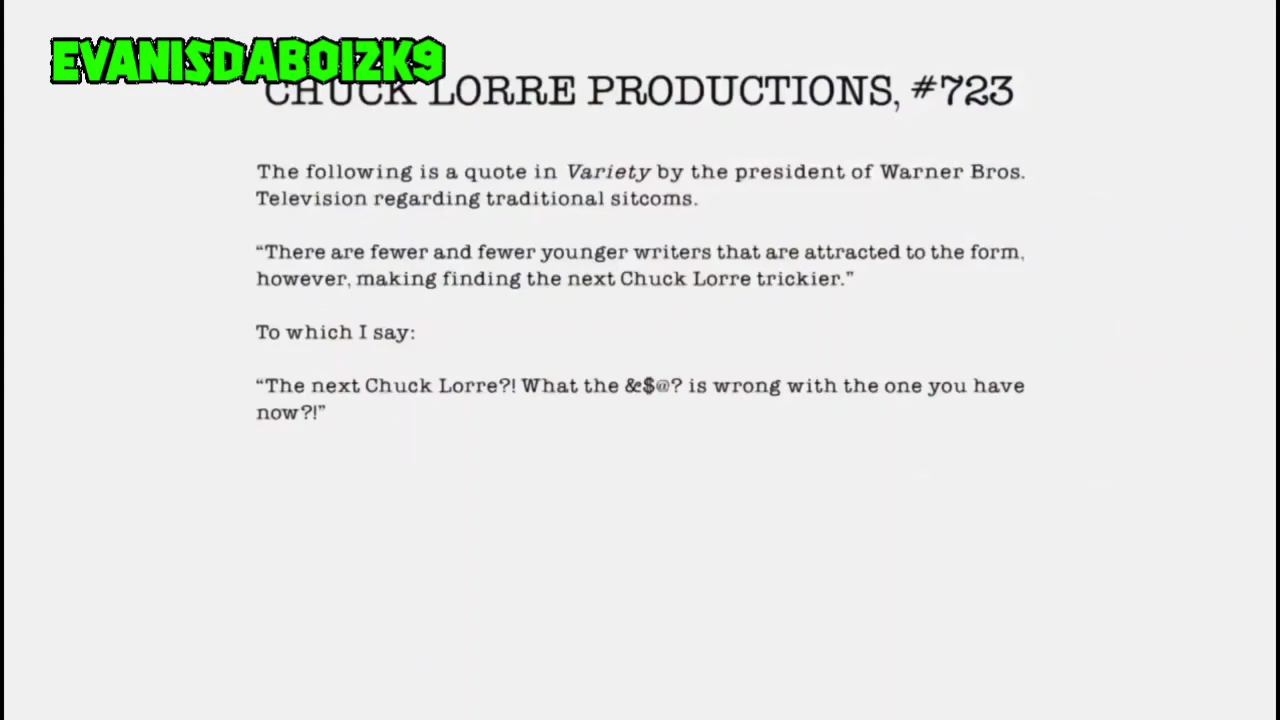 EVANISDABOIZK9
CHUCK LORRE PRODUCTIONS, #723
The following is a quote in Variety by the president of Warner Bros.
Television regarding traditional sitcoms.
“There are fewer and fewer younger writers that are attracted to the form,
however, making finding the next Chuck Lorre trickier.”
To which I say:
“The next Chuck Lorre?! What the &$@? is wrong with the one you have
now?!”